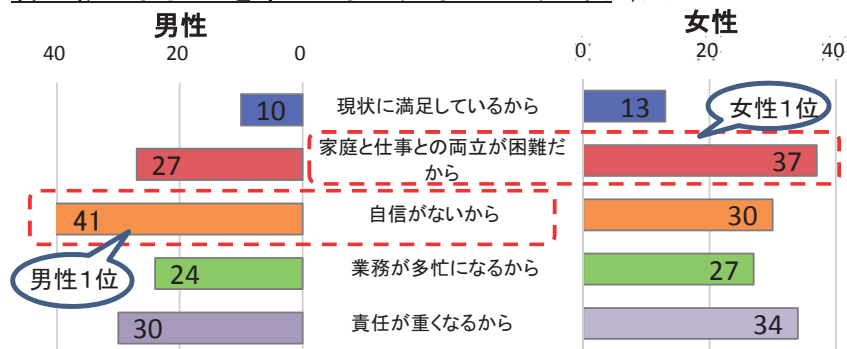 男性
女性
40
20
0
0
20
40
10
現状に満足しているから
13
女性1位
27
家庭と仕事との両立が困難だ
から
37
41
自信がないから
30
男性1位
24
業務が多忙になるから
27
30
責任が重くなるから
34